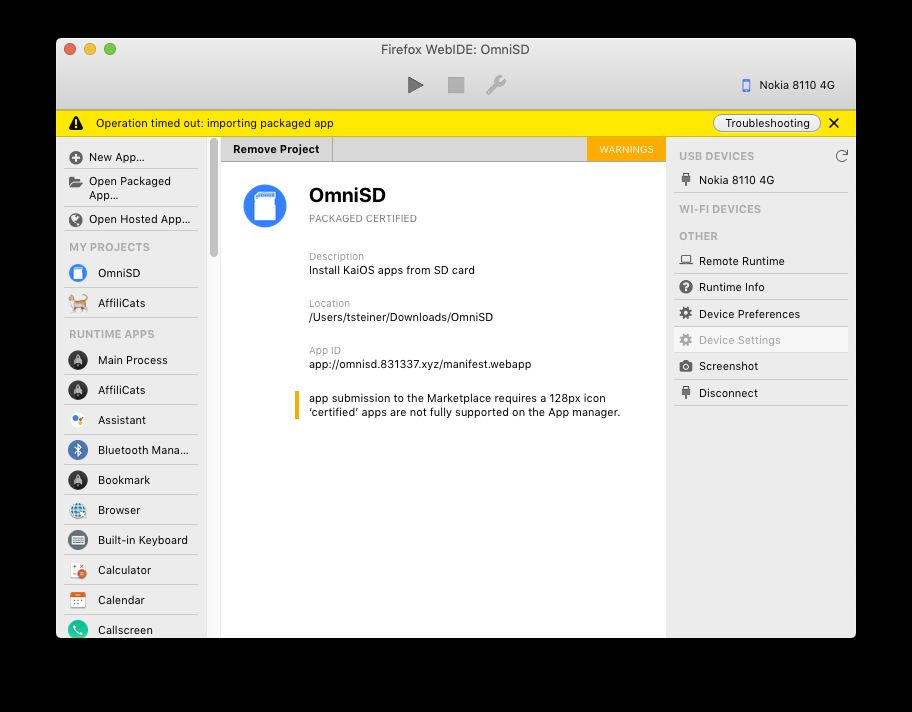 Firefox WebIDE: OmniSD
Nokia 8110 4G
Operation timed out: importing packaged app
Troubleshooting
New App...
Open Packaged
App...
Open Hosted App...
MY PROJECTS
OmniSD
AffiliCats
RUNTIME APPS
Main Process
AffiliCats
Assistant
Bluetooth Mana...
Bookmark
Browser
Built-in Keyboard
Calculator
Calendar
Callscreen
Remove Project
WARNINGS
OmniSD
PACKAGED CERTIFIED
Description
Install KaiOS apps from SD card
Location
/Users/tsteiner/Downloads/OmniSD
App ID
app://omnisd.831337.xyz/manifest.webapp
app submission to the Marketplace requires a 128px icon
‘certified’ apps are not fully supported on the App manager.
USB DEVICES
Nokia 8110 4G
WI-FI DEVICES
OTHER
Remote Runtime
Runtime Info
Device Preferences
Device Settings
Screenshot
Disconnect